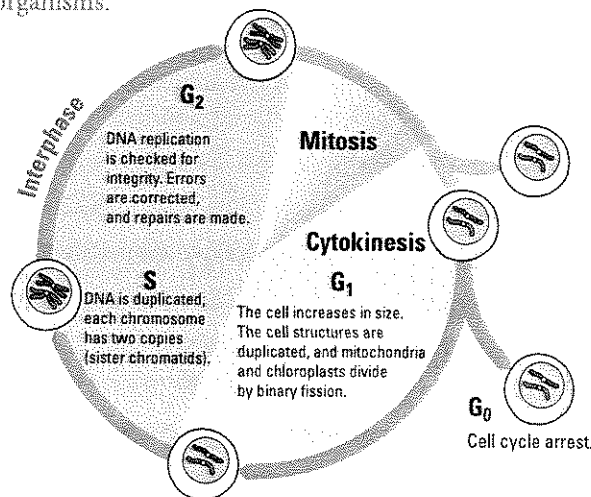 organisms.
Interphase
G2
DNA replication
is checked for
integrity. Errors
are corrected,
and repairs are made.
Mitosis
Cytokinesis
S
DNA is duplicated;
each chromosome
has two copies
(sister chromatids).
G1
The cell increases in size.
The cell structures are
duplicated, and mitochondria
and chloroplasts divide
by binary fission.
G0
Cell cycle arrest.